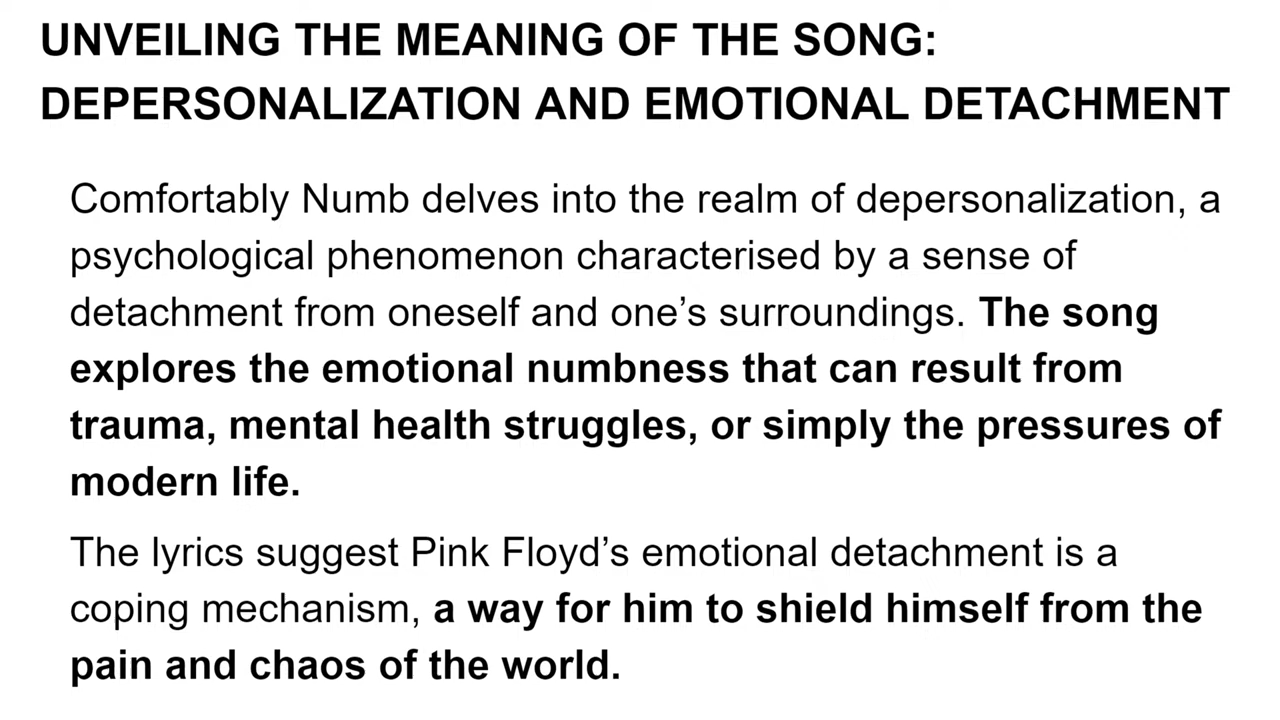 UNVEILING THE MEANING OF THE SONG:
DEPERSONALIZATION AND EMOTIONAL DETACHMENT
Comfortably Numb delves into the realm of depersonalization, a
psychological phenomenon characterised by a sense of
detachment from oneself and one’s surroundings. The song
explores the emotional numbness that can result from
trauma, mental health struggles, or simply the pressures of
modern life.
The lyrics suggest Pink Floyd’s emotional detachment is a
coping mechanism, a way for him to shield himself from the
pain and chaos of the world.